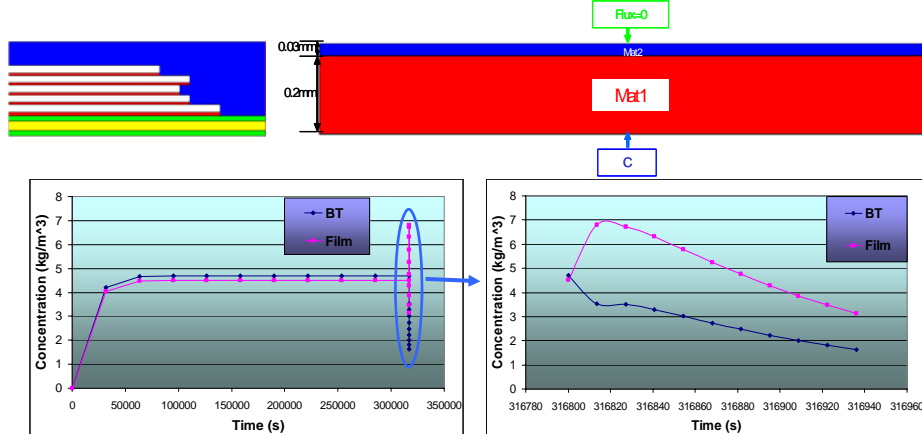 Flux=0
0.03mm
Mat2
0.2mm
Mat1
C
8
7
6
5
4
3
2
1
0
Concentration (kg/m^3)
BT
Film
0 50000 100000 150000 200000 250000 300000 350000
Time (s)
8
7
6
5
4
3
2
1
0
Concentration (kg/m^3)
BT
Film
316780 316800 316820 316840 316860 316880 316900 316920 316940 316960
Time (s)